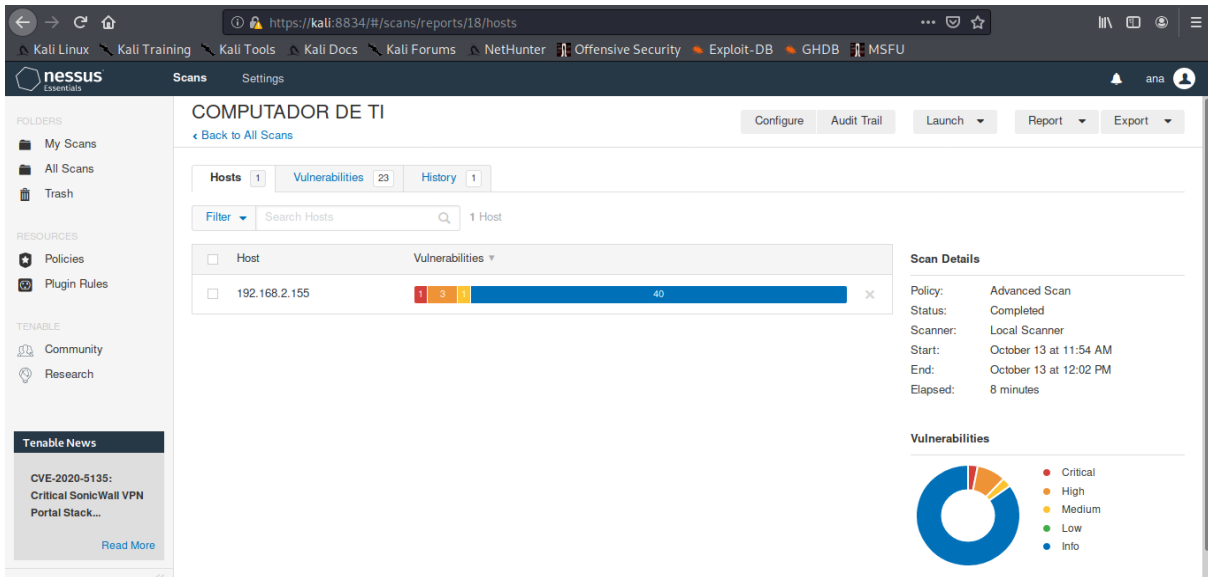 https://kali:8834/#/scans/reports/18/hosts
Kali Linux Kali Training Kali Tools Kali Docs Kali Forums NetHunter Offensive Security Exploit-DB GHDB MSFU
nessus Essentials
Scans Settings
ana
FOLDERS
My Scans
All Scans
Trash
RESOURCES
Policies
Plugin Rules
TENABLE
Community
Research
Tenable News
CVE-2020-5135:
Critical SonicWall VPN
Portal Stack...
Read More
COMPUTADOR DE TI
‹ Back to All Scans
Configure Audit Trail Launch Report Export
Hosts 1 Vulnerabilities 23 History 1
Filter Search Hosts 1 Host
Host Vulnerabilities
192.168.2.155 1 3 1 40
Scan Details
Policy: Advanced Scan
Status: Completed
Scanner: Local Scanner
Start: October 13 at 11:54 AM
End: October 13 at 12:02 PM
Elapsed: 8 minutes
Vulnerabilities
Critical
High
Medium
Low
Info